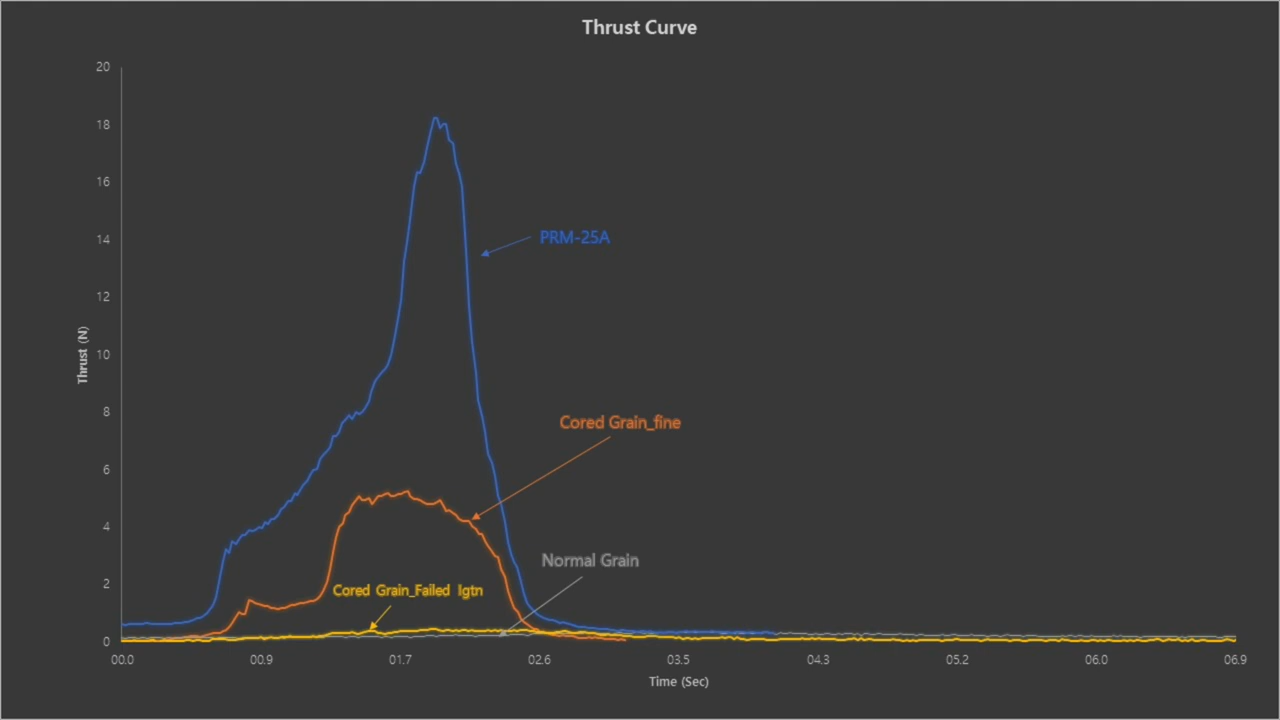 Thrust Curve
20
18
16
14
12
10
8
6
4
2
0
Thrust (N)
PRM-25A
Cored Grain_fine
Normal Grain
Cored Grain_Failed Igtn
00.0 00.9 01.7 02.6 03.5 04.3 05.2 06.0 06.9
Time (Sec)